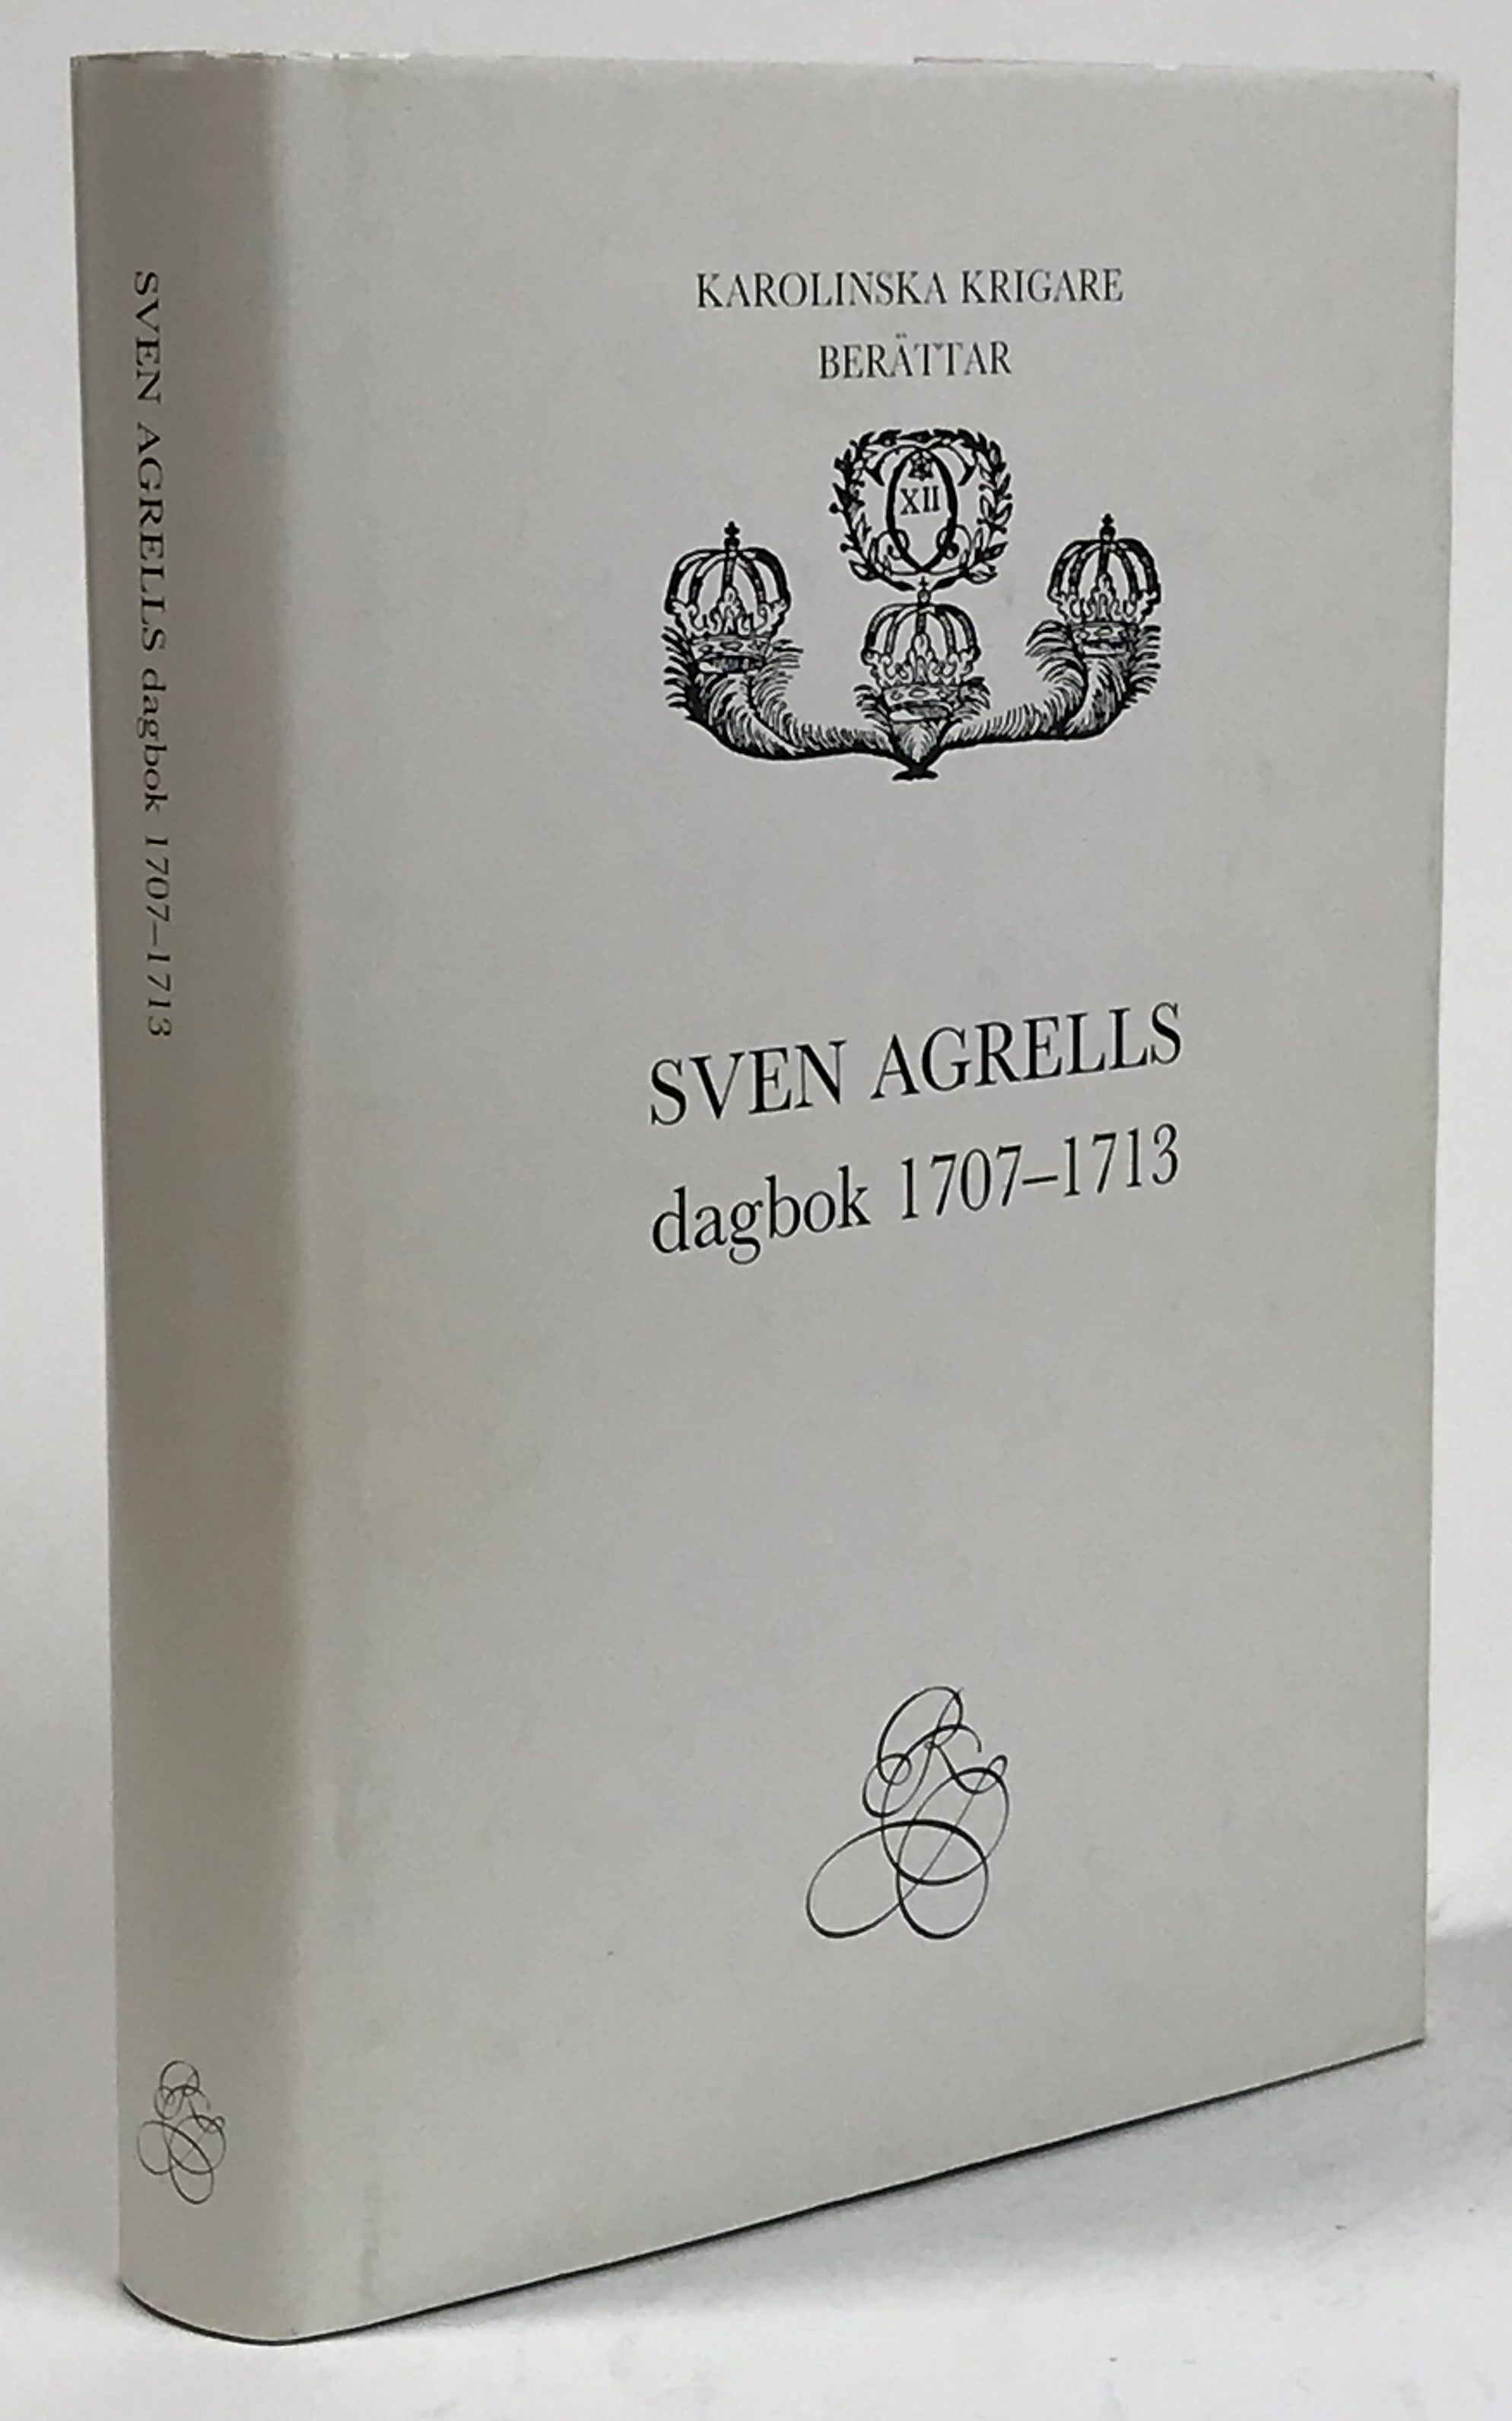 KAROLINSKA KRIGARE
BERÄTTAR
XII
SVEN AGRELLS
dagbok 1707–1713
SVEN AGRELLS dagbok 1707–1713